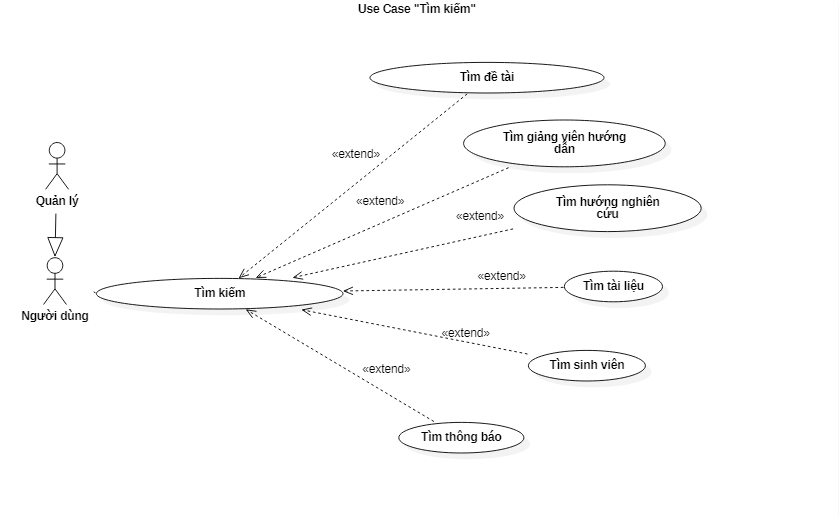 Use Case "Tìm kiếm"
Tìm đề tài
Tìm giảng viên hướng
dẫn
«extend»
Quản lý
«extend»
Tìm hướng nghiên
cứu
«extend»
«extend»
Tìm tài liệu
Tìm kiếm
Người dùng
«extend»
Tìm sinh viên
«extend»
Tìm thông báo